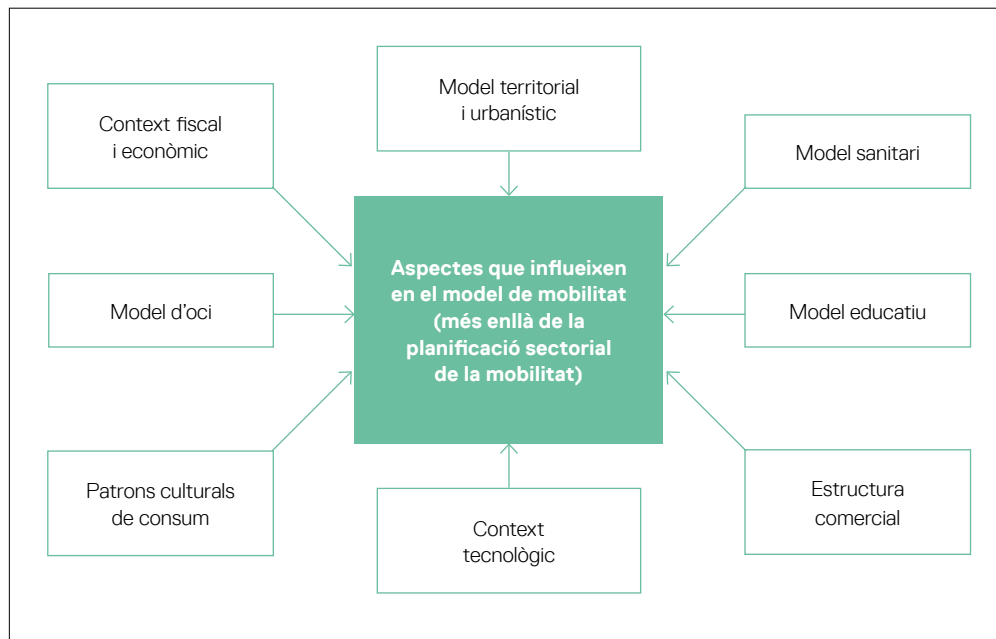 Model territorial
i urbanístic
Context fiscal
i econòmic
Model sanitari
Aspectes que influeixen
en el model de mobilitat
(més enllà de la
planificació sectorial
de la mobilitat)
Model d’oci
Model educatiu
Patrons culturals
de consum
Context
tecnològic
Estructura
comercial